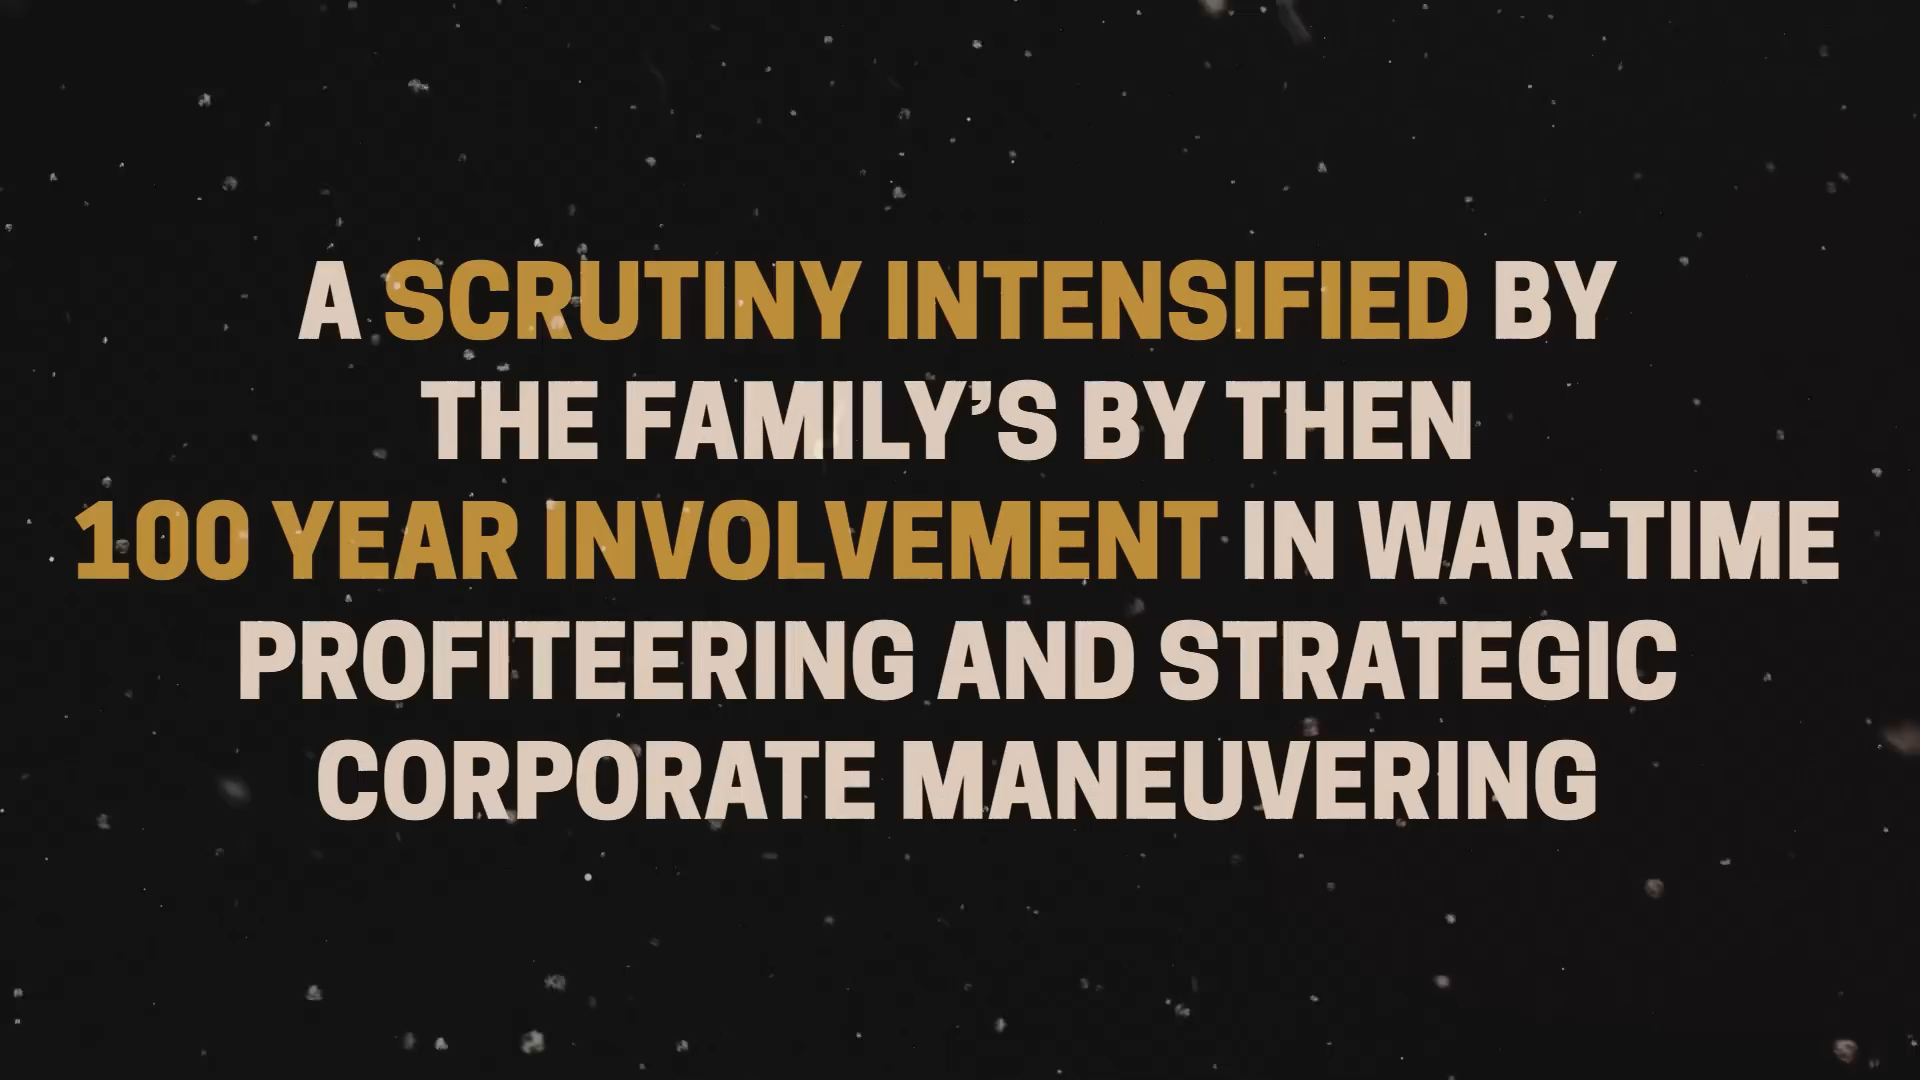 A SCRUTINY INTENSIFIED BY
THE FAMILY’S BY THEN
100 YEAR INVOLVEMENT IN WAR-TIME
PROFITEERING AND STRATEGIC
CORPORATE MANEUVERING